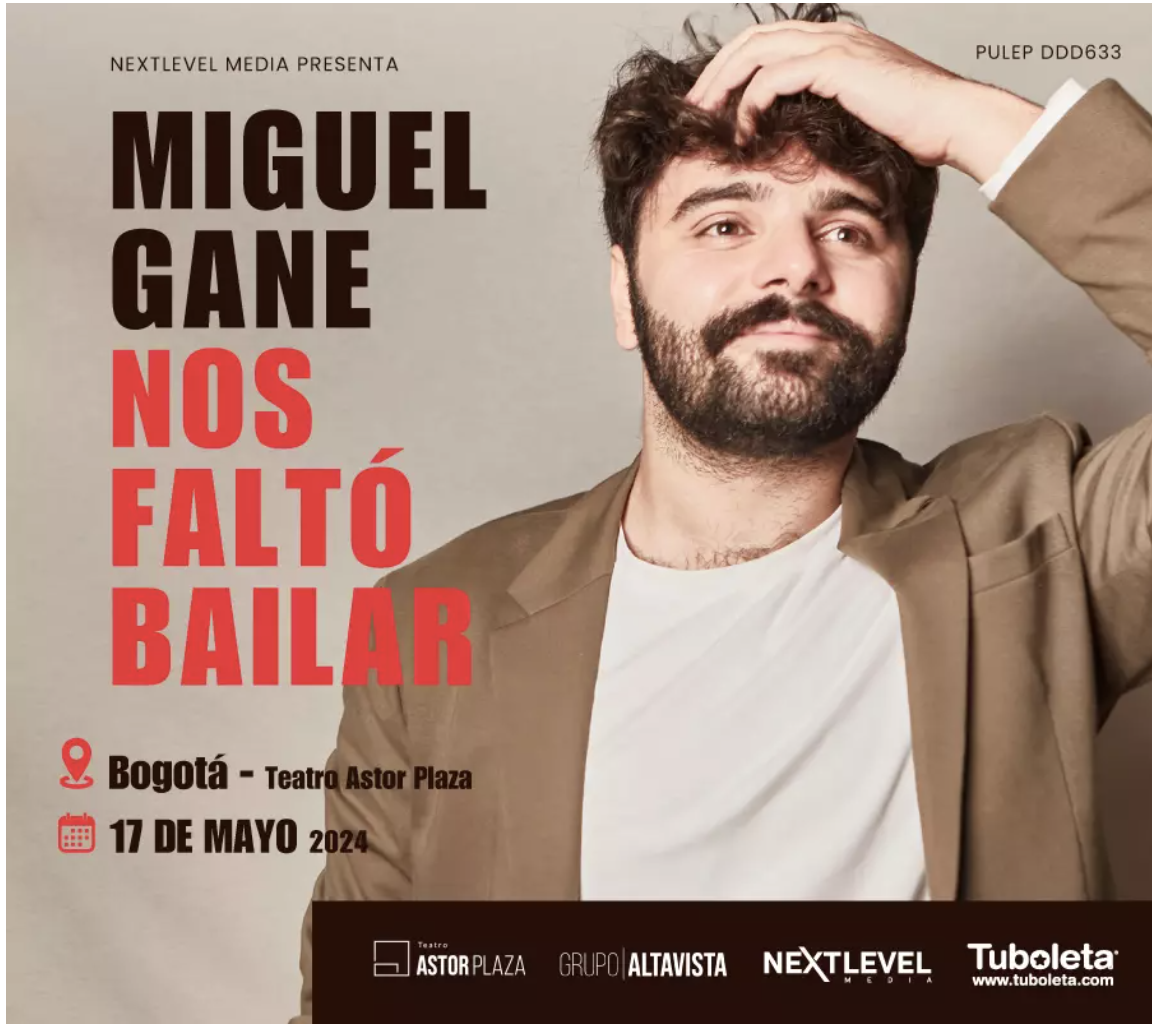 NEXTLEVEL MEDIA PRESENTA
PULEP DDD633
MIGUEL
GANE
NOS
FALTÓ
BAILAR
Bogotá - Teatro Astor Plaza
17 DE MAYO 2024
Teatro
ASTOR PLAZA
GRUPO|ALTAVISTA
NEXTLEVEL
MEDIA
Tuboleta
www.tuboleta.com